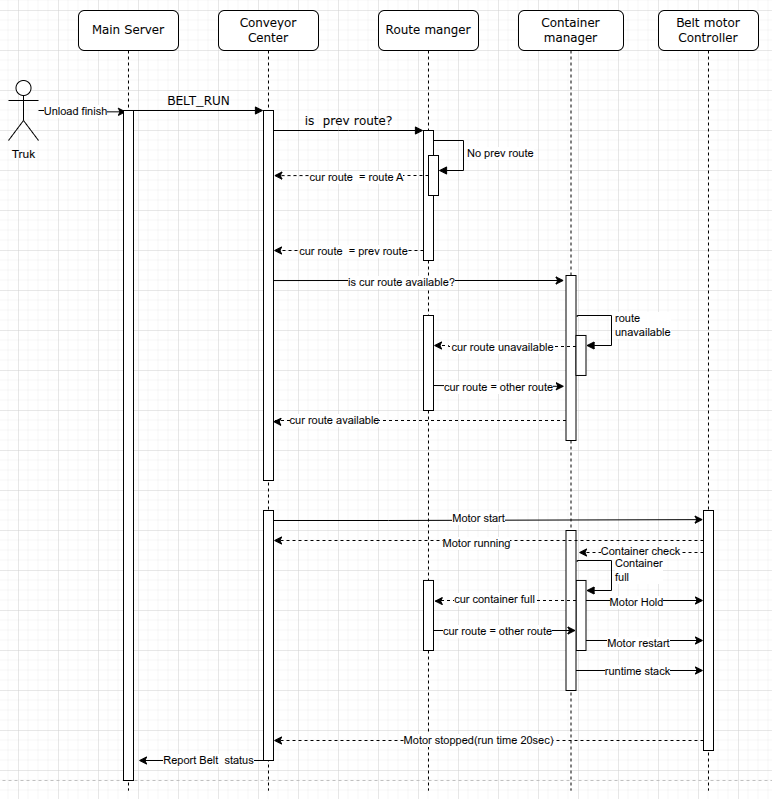 Main Server
Conveyor
Center
Route manger
Container
manager
Belt motor
Controller
Unload finish
BELT_RUN
Truk
is  prev route?
No prev route
cur route  = route A
cur route  = prev route
is cur route available?
route
unavailable
cur route unavailable
cur route = other route
cur route available
Motor start
Motor running
Container check
Container
full
cur container full
Motor Hold
cur route = other route
Motor restart
runtime stack
Motor stopped(run time 20sec)
Report Belt  status